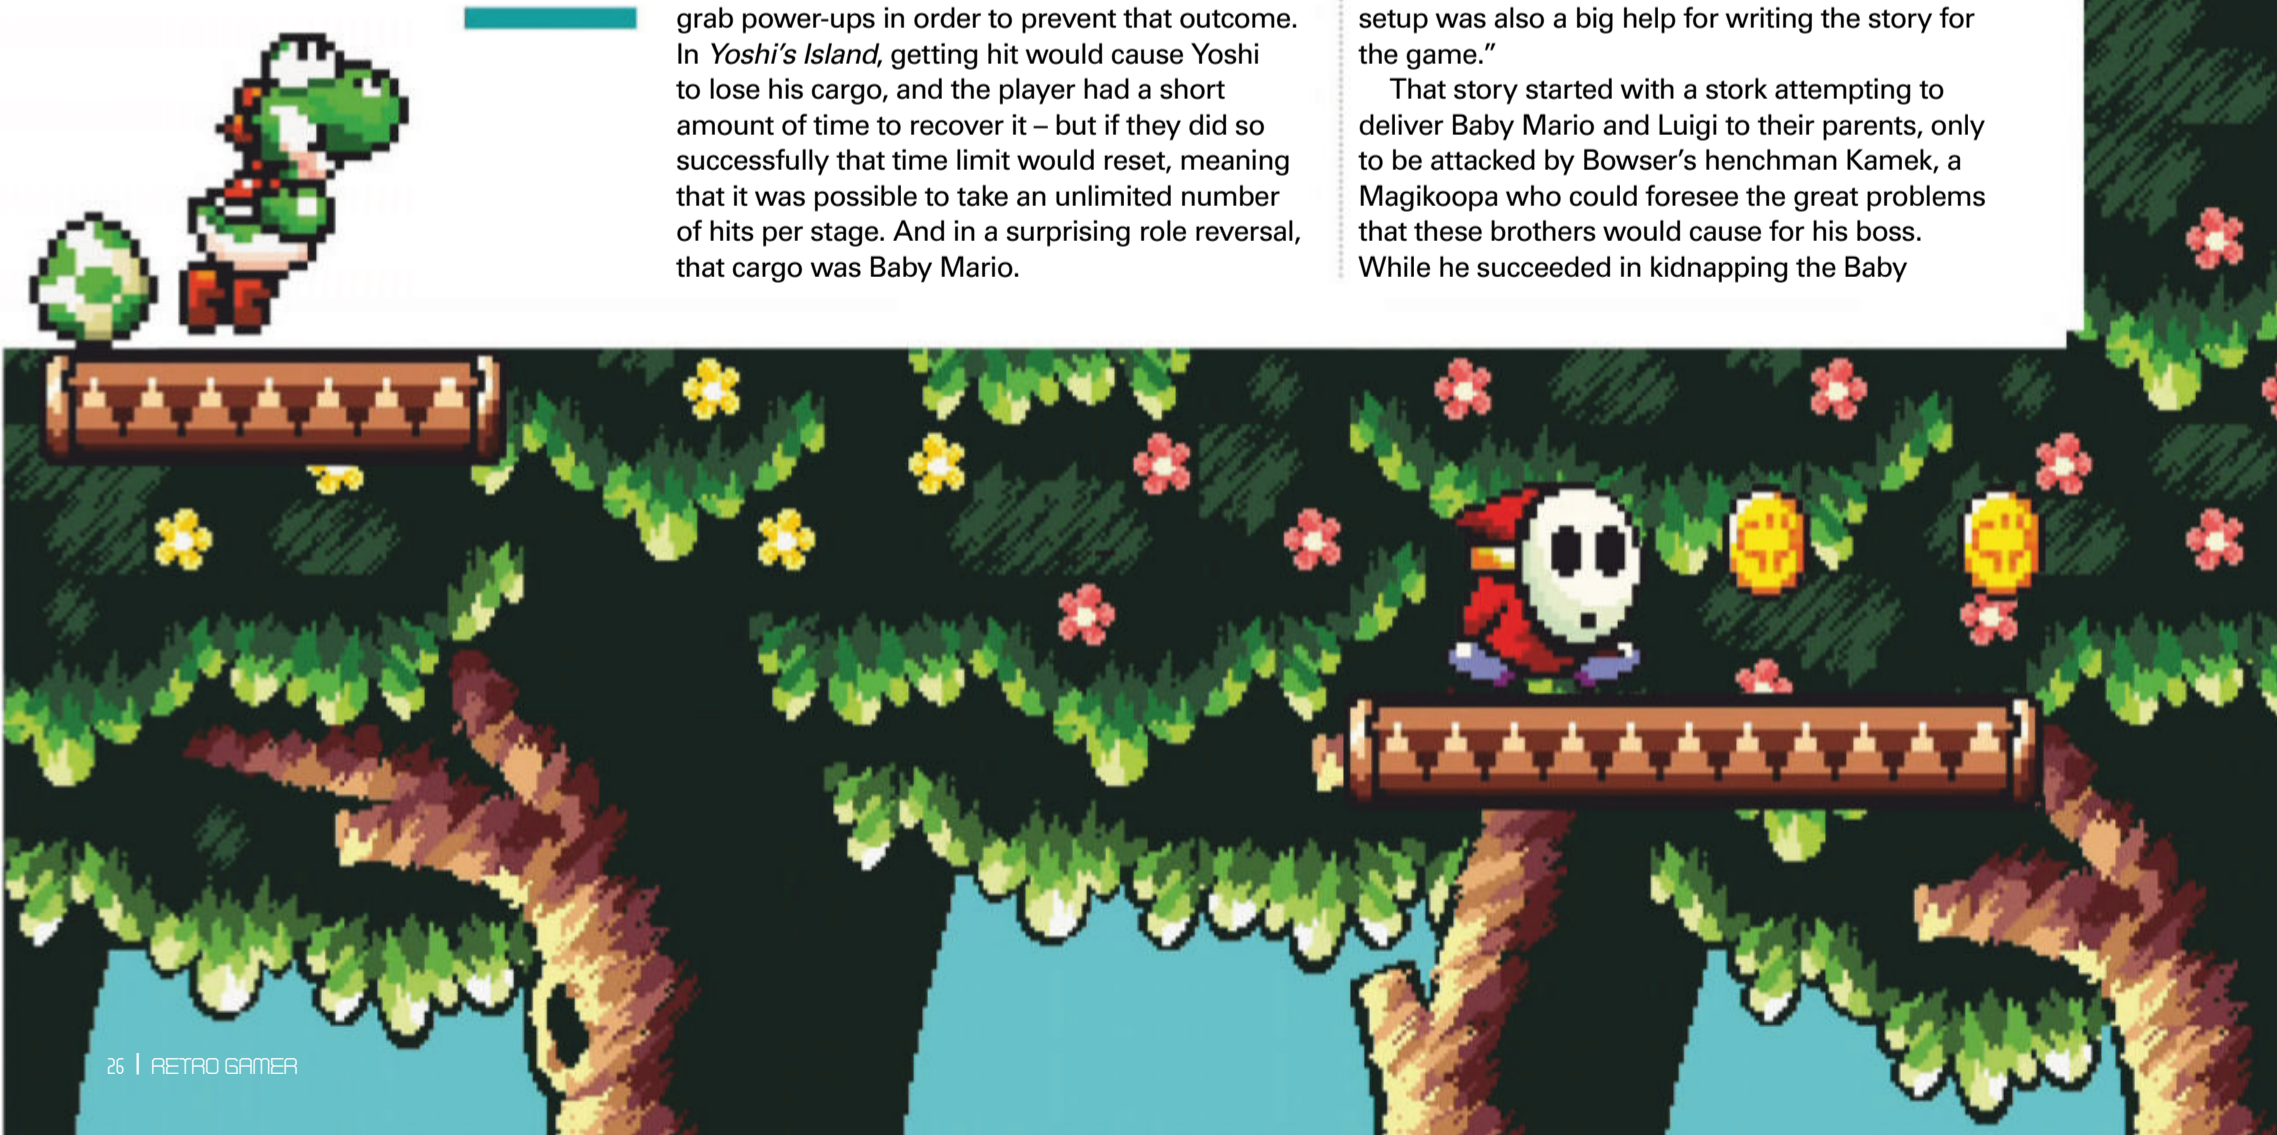 grab power-ups in order to prevent that outcome.
In Yoshi's Island, getting hit would cause Yoshi
to lose his cargo, and the player had a short
amount of time to recover it – but if they did so
successfully that time limit would reset, meaning
that it was possible to take an unlimited number
of hits per stage. And in a surprising role reversal,
that cargo was Baby Mario.
setup was also a big help for writing the story for
the game.”
That story started with a stork attempting to
deliver Baby Mario and Luigi to their parents, only
to be attacked by Bowser’s henchman Kamek, a
Magikoopa who could foresee the great problems
that these brothers would cause for his boss.
While he succeeded in kidnapping the Baby
26 | RETRO GAMER